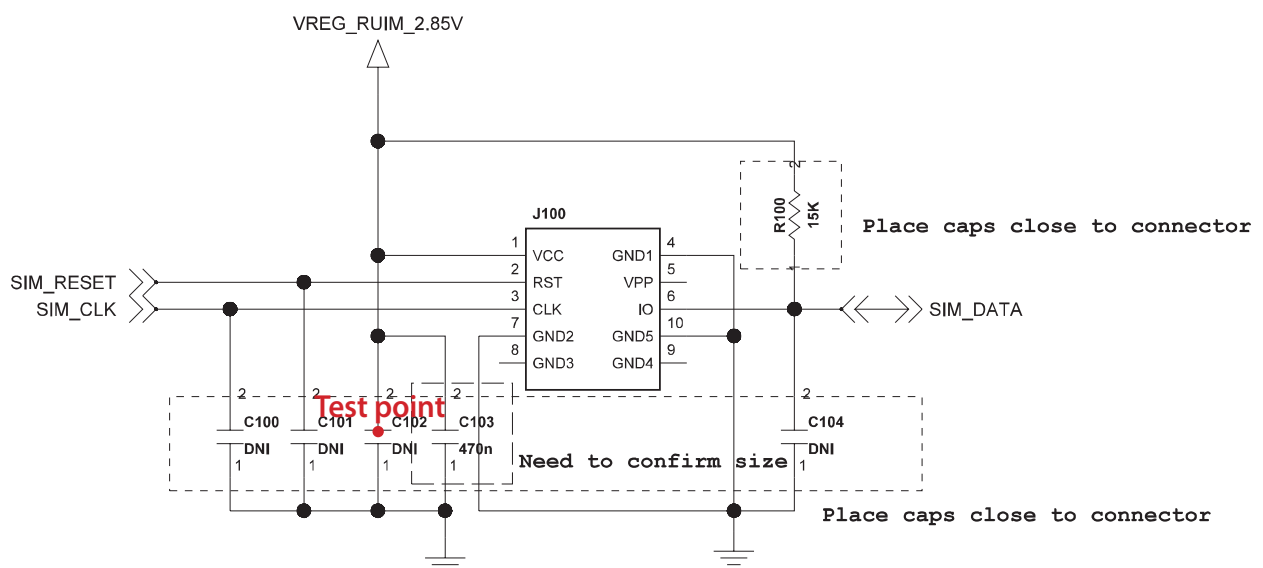 VREG_RUIM_2.85V
2
R100
15K
1
Place caps close to connector
J100
1 VCC GND1 4
2 RST VPP 5
3 CLK IO 6
7 GND2 GND5 10
8 GND3 GND4 9
SIM_RESET
SIM_CLK
SIM_DATA
2 2 2 2 2
Test point
C100 C101 C102 C103 C104
DNI DNI DNI 470n DNI
1 1 1 1 1
Need to confirm size
Place caps close to connector